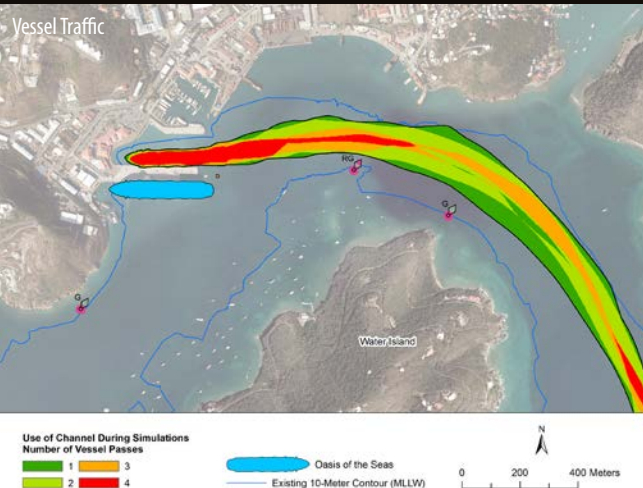 Vessel Traffic
RG
G
G
Water Island
Use of Channel During Simulations
Number of Vessel Passes
1 3
2 4
Oasis of the Seas
Existing 10-Meter Contour (MLLW)
N
0 200 400 Meters